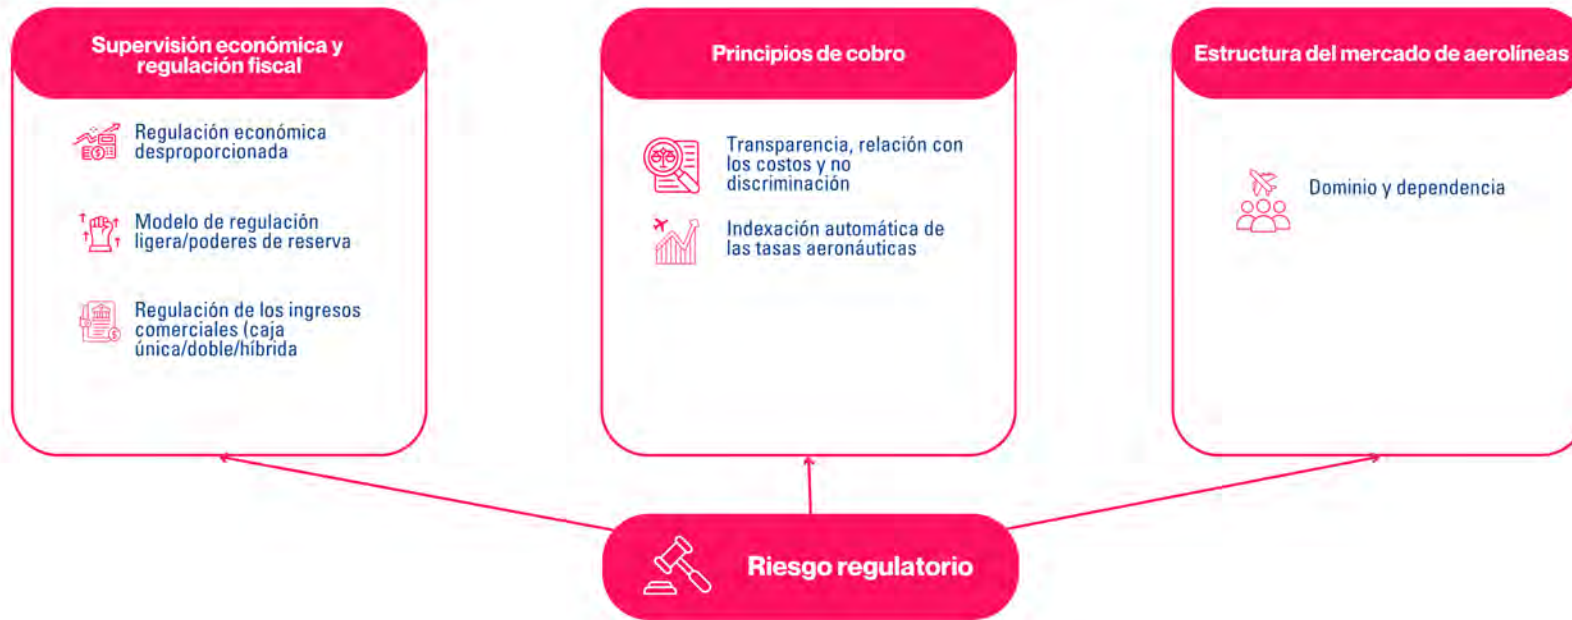 Supervisión económica y
regulación fiscal
Regulación económica
desproporcionada
Modelo de regulación
ligera/poderes de reserva
Regulación de los ingresos
comerciales (caja
única/doble/híbrida
Principios de cobro
Transparencia, relación con
los costos y no
discriminación
Indexación automática de
las tasas aeronáuticas
Estructura del mercado de aerolíneas
Dominio y dependencia
Riesgo regulatorio